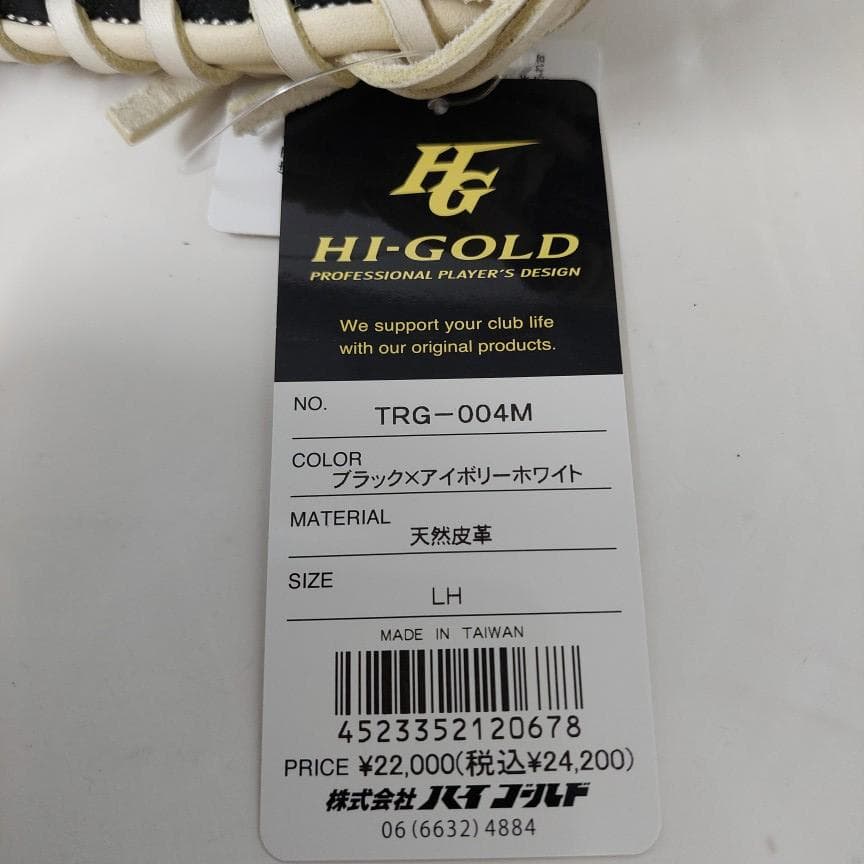 HG
HI-GOLD
PROFESSIONAL PLAYER'S DESIGN
We support your club life
with our original products.
NO. TRG-004M
COLOR
ブラック×アイボリーホワイト
MATERIAL
天然皮革
SIZE
LH
MADE IN TAIWAN
4523352120678
PRICE ¥22,000(税込¥24,200)
株式会社ハイゴールド
06(6632)4884